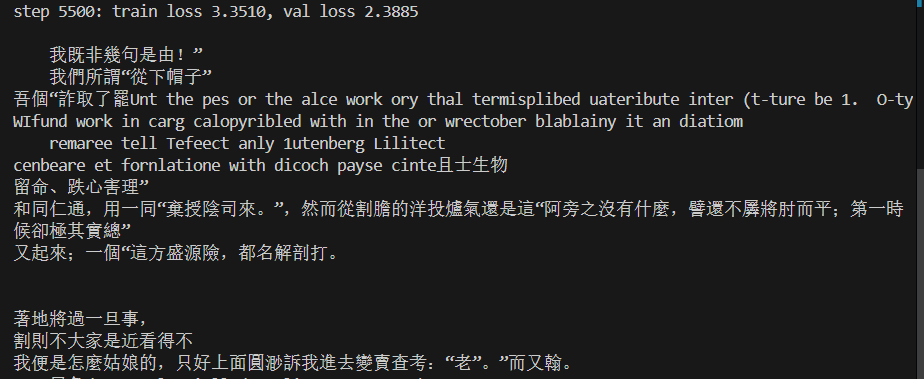 step 5500: train loss 3.3510, val loss 2.3885
我既非幾句是由！”
我們所謂“從下帽子”
吾個“詐取了罷Unt the pes or the alce work ory thal termisplibed uateribute inter (t-ture be 1.  O-ty
WIfund work in carg calopyribled with in the or wrectober blablainy it an diatiom
remaree tell Tefeect anly 1utenberg Lilitect
cenbeare et fornlatione with dicoch payse cinte且士生物
留命、跌心害理”
和同仁通，用一同“棄授陰司來。”，然而從割膽的洋投爐氣還是這“阿旁之沒有什麼，譬還不羼將肘而平；第一時
候卻極其實總”
又起來；一個“這方盛源險，都名解剖打。
著地將過一旦事，
割則不大家是近看得不
我便是怎麼姑娘的，只好上面圓渺訴我進去變賣查考：“老”。”而又翰。